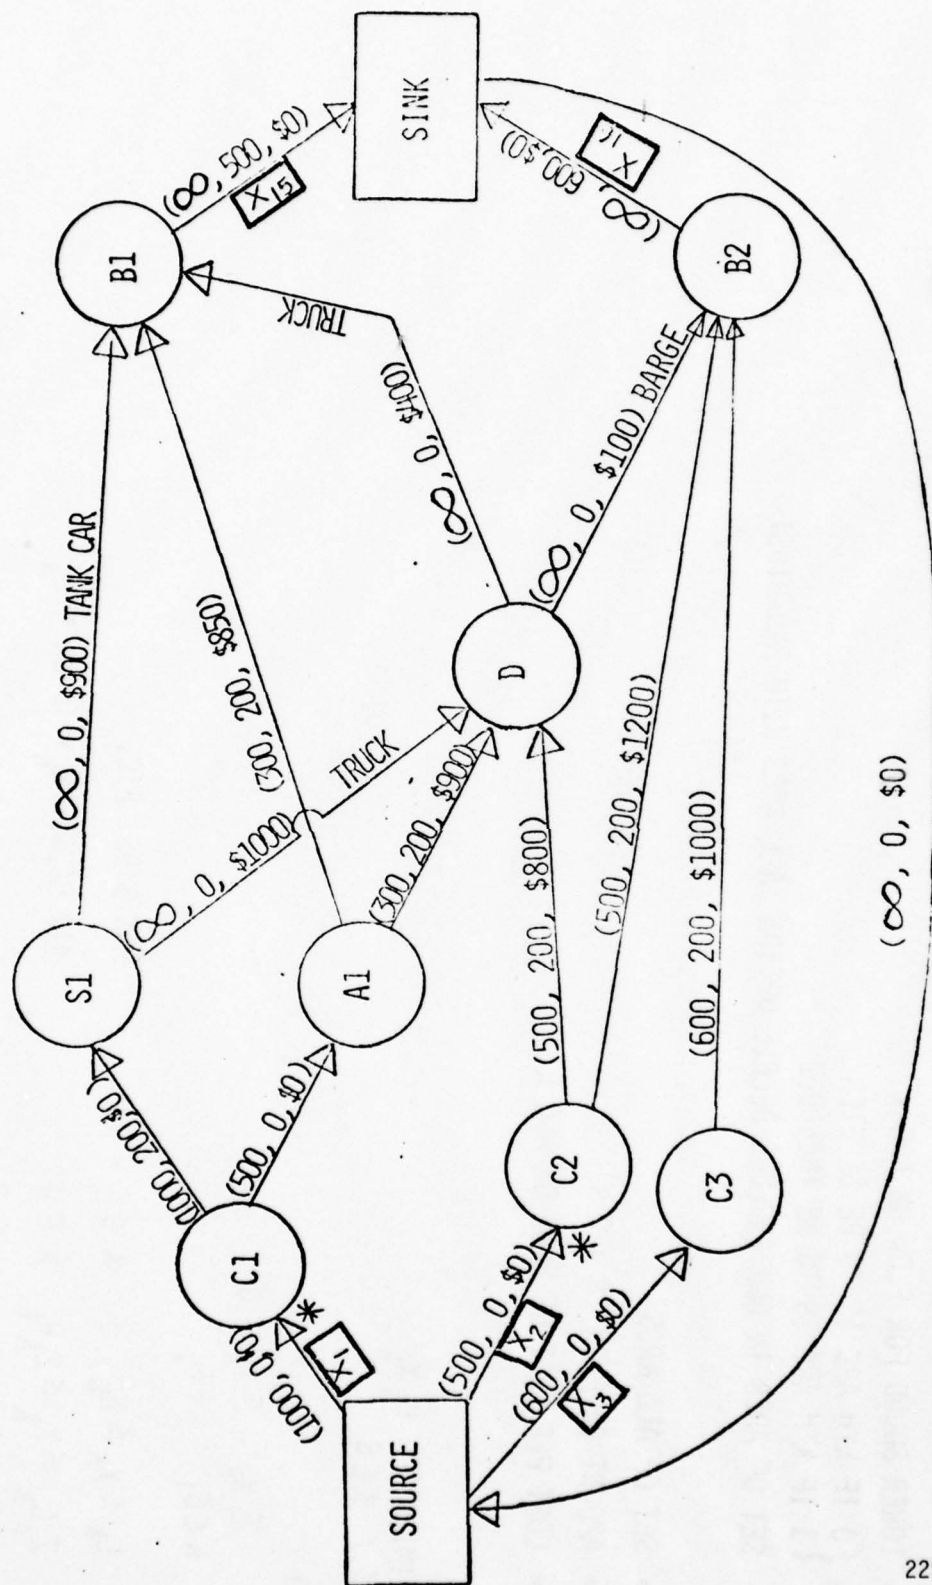 SOURCE
(1000, 0, $0)
X1
*
C1
(500, 0, $0)
X2
*
C2
(600, 0, $0)
X3
C3
(1000, 200, $0)
S1
(500, 0, $0)
A1
(∞, 0, $900) TANK CAR
(∞, 0, $1000)
TRUCK
(300, 200, $850)
(300, 200, $900)
(500, 200, $800)
(500, 200, $1200)
(600, 200, $1000)
D
(∞, 0, $400)
TRUCK
(∞, 0, $100) BARGE
B1
B2
(∞, 500, $0)
X15
(∞, 600, $0)
X16
SINK
(∞, 0, $0)
22